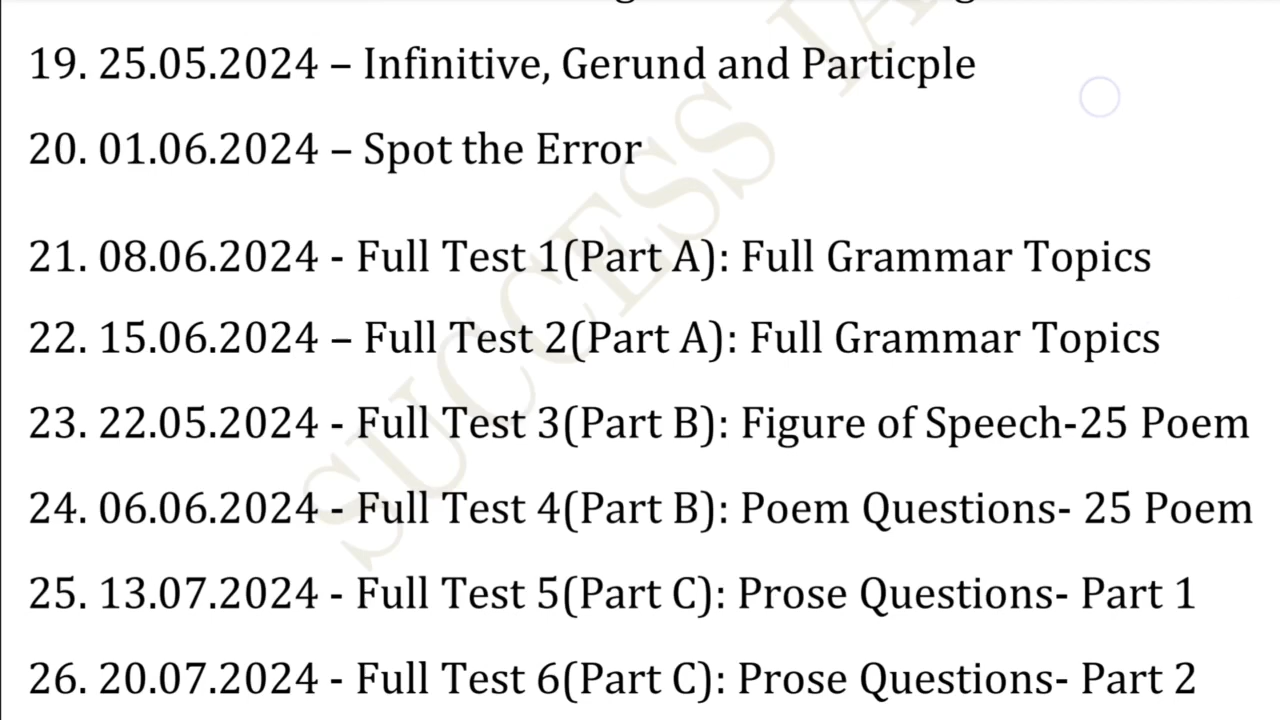 19. 25.05.2024 – Infinitive, Gerund and Particple
20. 01.06.2024 – Spot the Error
21. 08.06.2024 - Full Test 1(Part A): Full Grammar Topics
22. 15.06.2024 – Full Test 2(Part A): Full Grammar Topics
23. 22.05.2024 - Full Test 3(Part B): Figure of Speech-25 Poem
24. 06.06.2024 - Full Test 4(Part B): Poem Questions- 25 Poem
25. 13.07.2024 - Full Test 5(Part C): Prose Questions- Part 1
26. 20.07.2024 - Full Test 6(Part C): Prose Questions- Part 2
SUCCESS